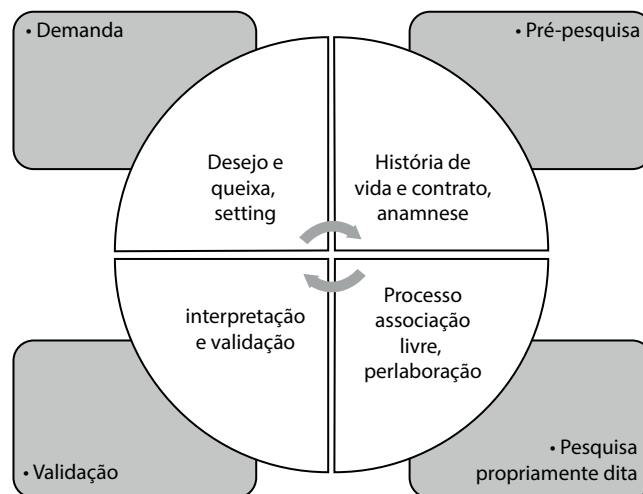 • Demanda
• Pré-pesquisa
Desejo e
queixa,
setting
História de
vida e contrato,
anamnese
interpretação
e validação
Processo
associação
livre,
perlaboração
• Validação
• Pesquisa
propriamente dita